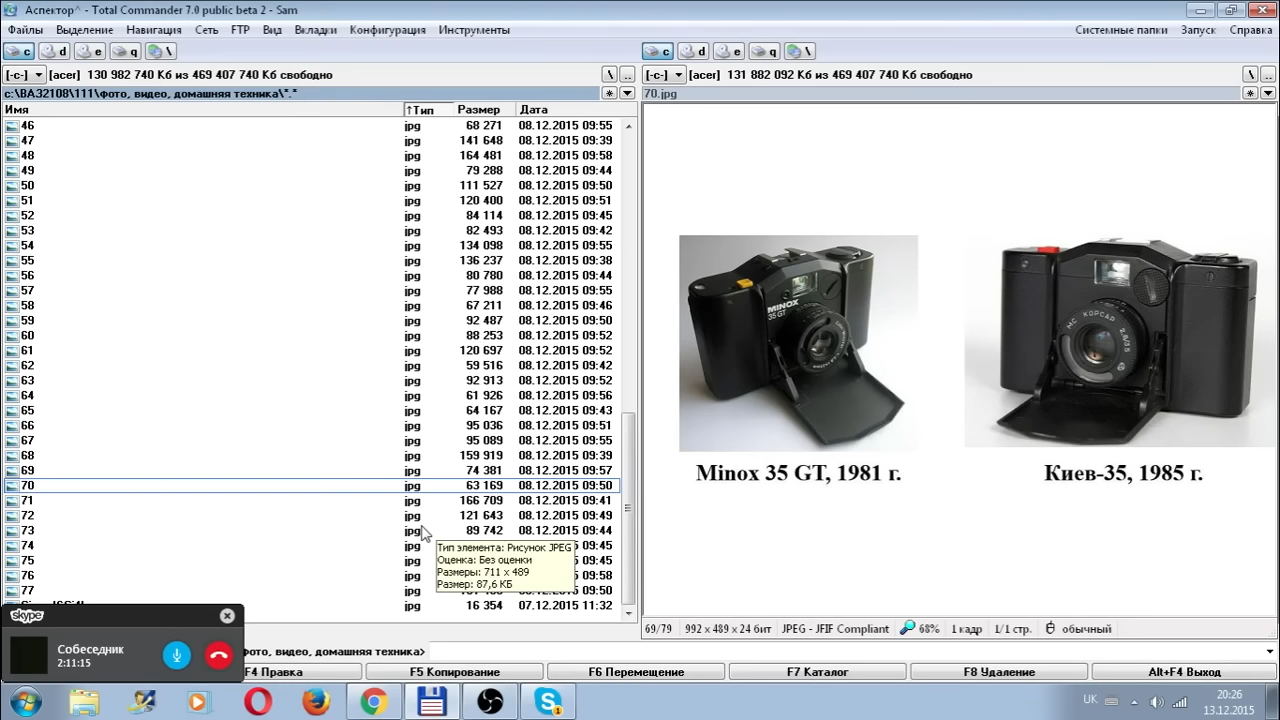 Аспектор^ - Total Commander 7.0 public beta 2 - Sam
Файлы Выделение Навигация Сеть FTP Вид Вкладки Конфигурация Инструменты Системные папки Запуск Справка
c d e q \ c d e q \
[-c-] [acer] 130 982 740 Кб из 469 407 740 Кб свободно \ .. [-c-] [acer] 131 882 092 Кб из 469 407 740 Кб свободно \ ..
c:\BA32108\111\Фото, видео, домашняя техника\*.* * 70.jpg *
Имя ↑Тип Размер Дата
46 jpg 68 271 08.12.2015 09:55
47 jpg 141 648 08.12.2015 09:39
48 jpg 164 481 08.12.2015 09:58
49 jpg 79 288 08.12.2015 09:44
50 jpg 111 527 08.12.2015 09:50
51 jpg 120 400 08.12.2015 09:51
52 jpg 84 114 08.12.2015 09:45
53 jpg 82 493 08.12.2015 09:42
54 jpg 134 098 08.12.2015 09:55
55 jpg 136 237 08.12.2015 09:38
56 jpg 80 780 08.12.2015 09:44
57 jpg 77 988 08.12.2015 09:55
58 jpg 67 211 08.12.2015 09:46
59 jpg 92 487 08.12.2015 09:50
60 jpg 88 253 08.12.2015 09:52
61 jpg 120 697 08.12.2015 09:52
62 jpg 59 516 08.12.2015 09:42
63 jpg 92 913 08.12.2015 09:52
64 jpg 61 926 08.12.2015 09:56
65 jpg 64 167 08.12.2015 09:43
66 jpg 95 036 08.12.2015 09:51
67 jpg 95 089 08.12.2015 09:55
68 jpg 159 919 08.12.2015 09:39
69 jpg 74 381 08.12.2015 09:57
70 jpg 63 169 08.12.2015 09:50
71 jpg 166 709 08.12.2015 09:41
72 jpg 121 643 08.12.2015 09:49
73 jpg 89 742 08.12.2015 09:44
74 jpg 09:45
75 jpg 09:45
76 jpg 09:58
77 jpg 09:50
jpg 16 354 07.12.2015 11:32
Тип элемента: Рисунок JPEG
Оценка: Без оценки
Размеры: 711 x 489
Размер: 87,6 КБ
MINOX
35 GT
МС КОРСАР 2,8/35
Minox 35 GT, 1981 г. Киев-35, 1985 г.
69/79 992 x 489 x 24 бит JPEG - JFIF Compliant 68% 1 кадр 1/1 стр. обычный
skype
Собеседник
2:11:15
фото, видео, домашняя техника>
F4 Правка F5 Копирование F6 Перемещение F7 Каталог F8 Удаление Alt+F4 Выход
UK 20:26
13.12.2015